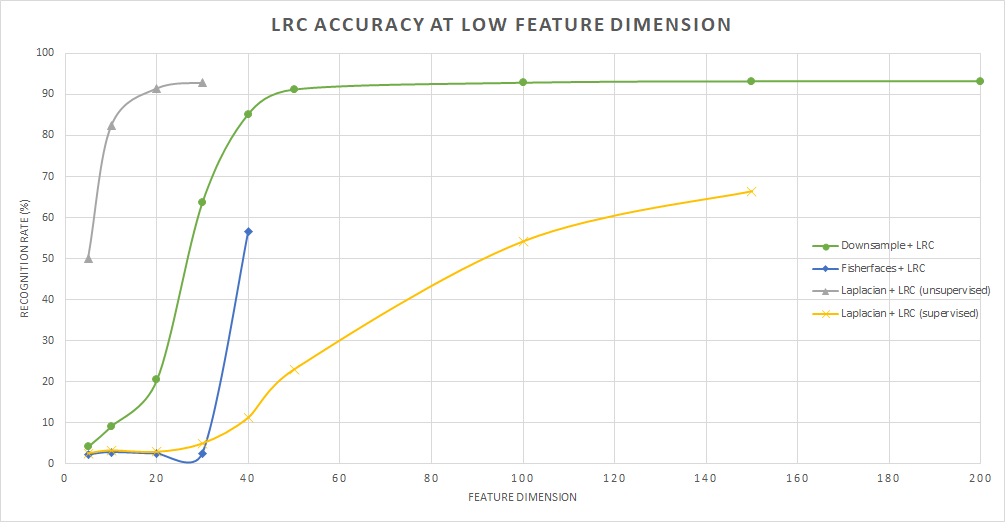 LRC ACCURACY AT LOW FEATURE DIMENSION
100
90
80
70
60
50
40
30
20
10
0
RECOGNITION RATE (%)
0 20 40 60 80 100 120 140 160 180 200
FEATURE DIMENSION
Downsample + LRC
Fisherfaces + LRC
Laplacian + LRC (unsupervised)
Laplacian + LRC (supervised)